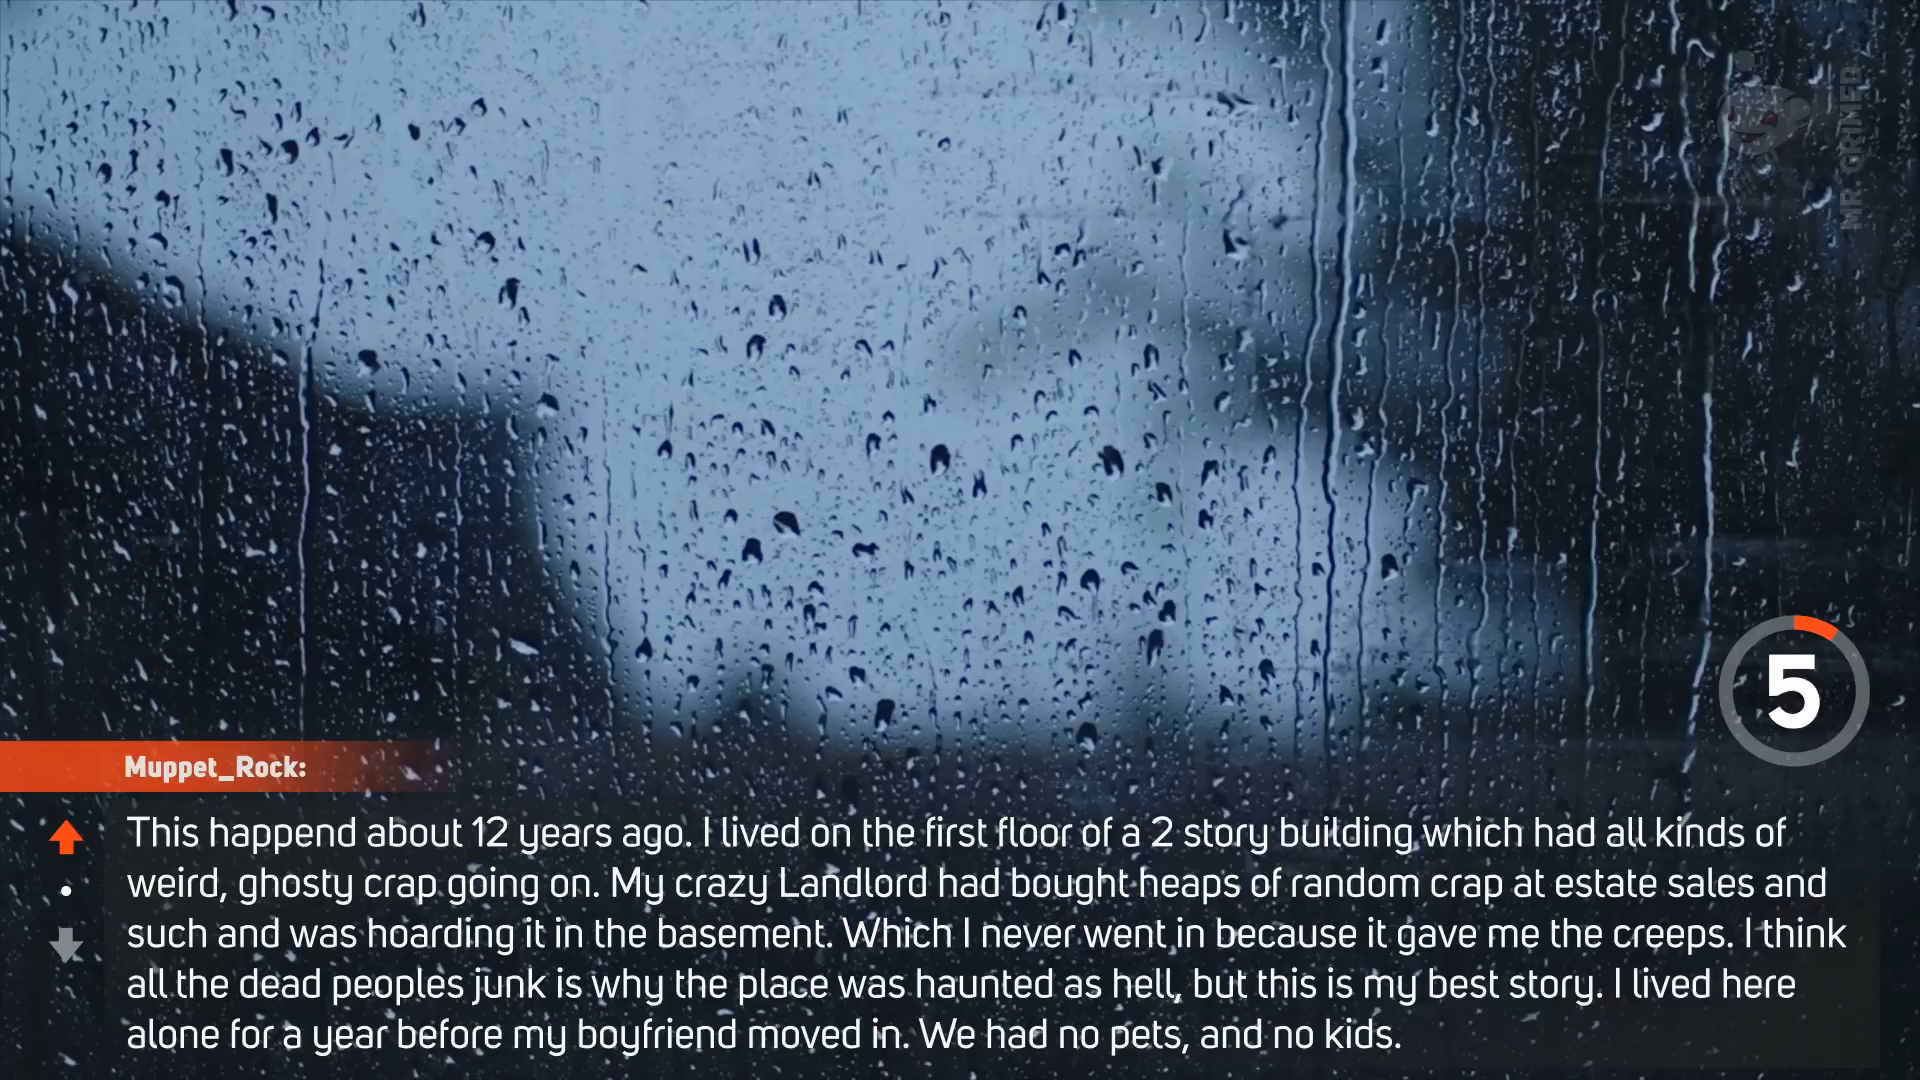 MR.GRIMED
5
Muppet_Rock:
This happend about 12 years ago. I lived on the first floor of a 2 story building which had all kinds of
weird, ghosty crap going on. My crazy Landlord had bought heaps of random crap at estate sales and
such and was hoarding it in the basement. Which I never went in because it gave me the creeps. I think
all the dead peoples junk is why the place was haunted as hell, but this is my best story. I lived here
alone for a year before my boyfriend moved in. We had no pets, and no kids.